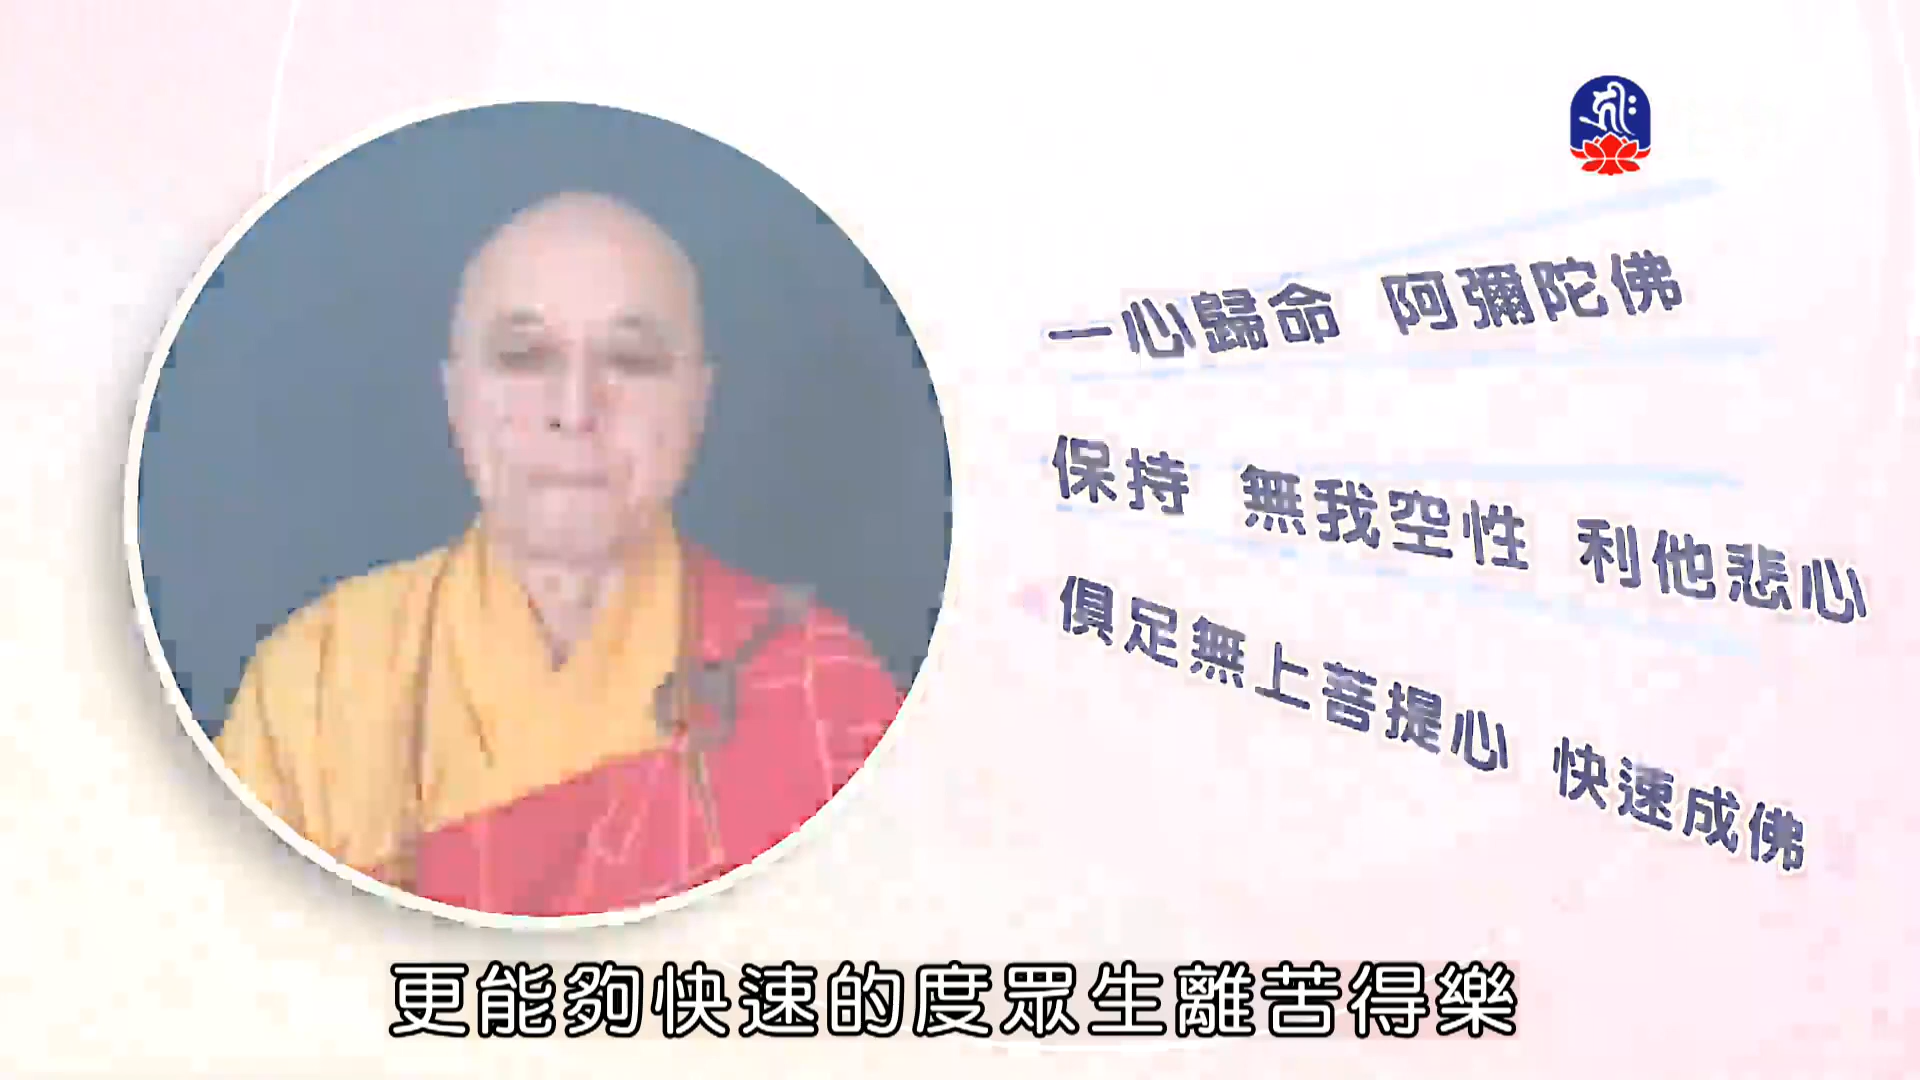 一心歸命 阿彌陀佛
保持 無我空性 利他悲心
俱足無上菩提心 快速成佛
更能夠快速的度眾生離苦得樂